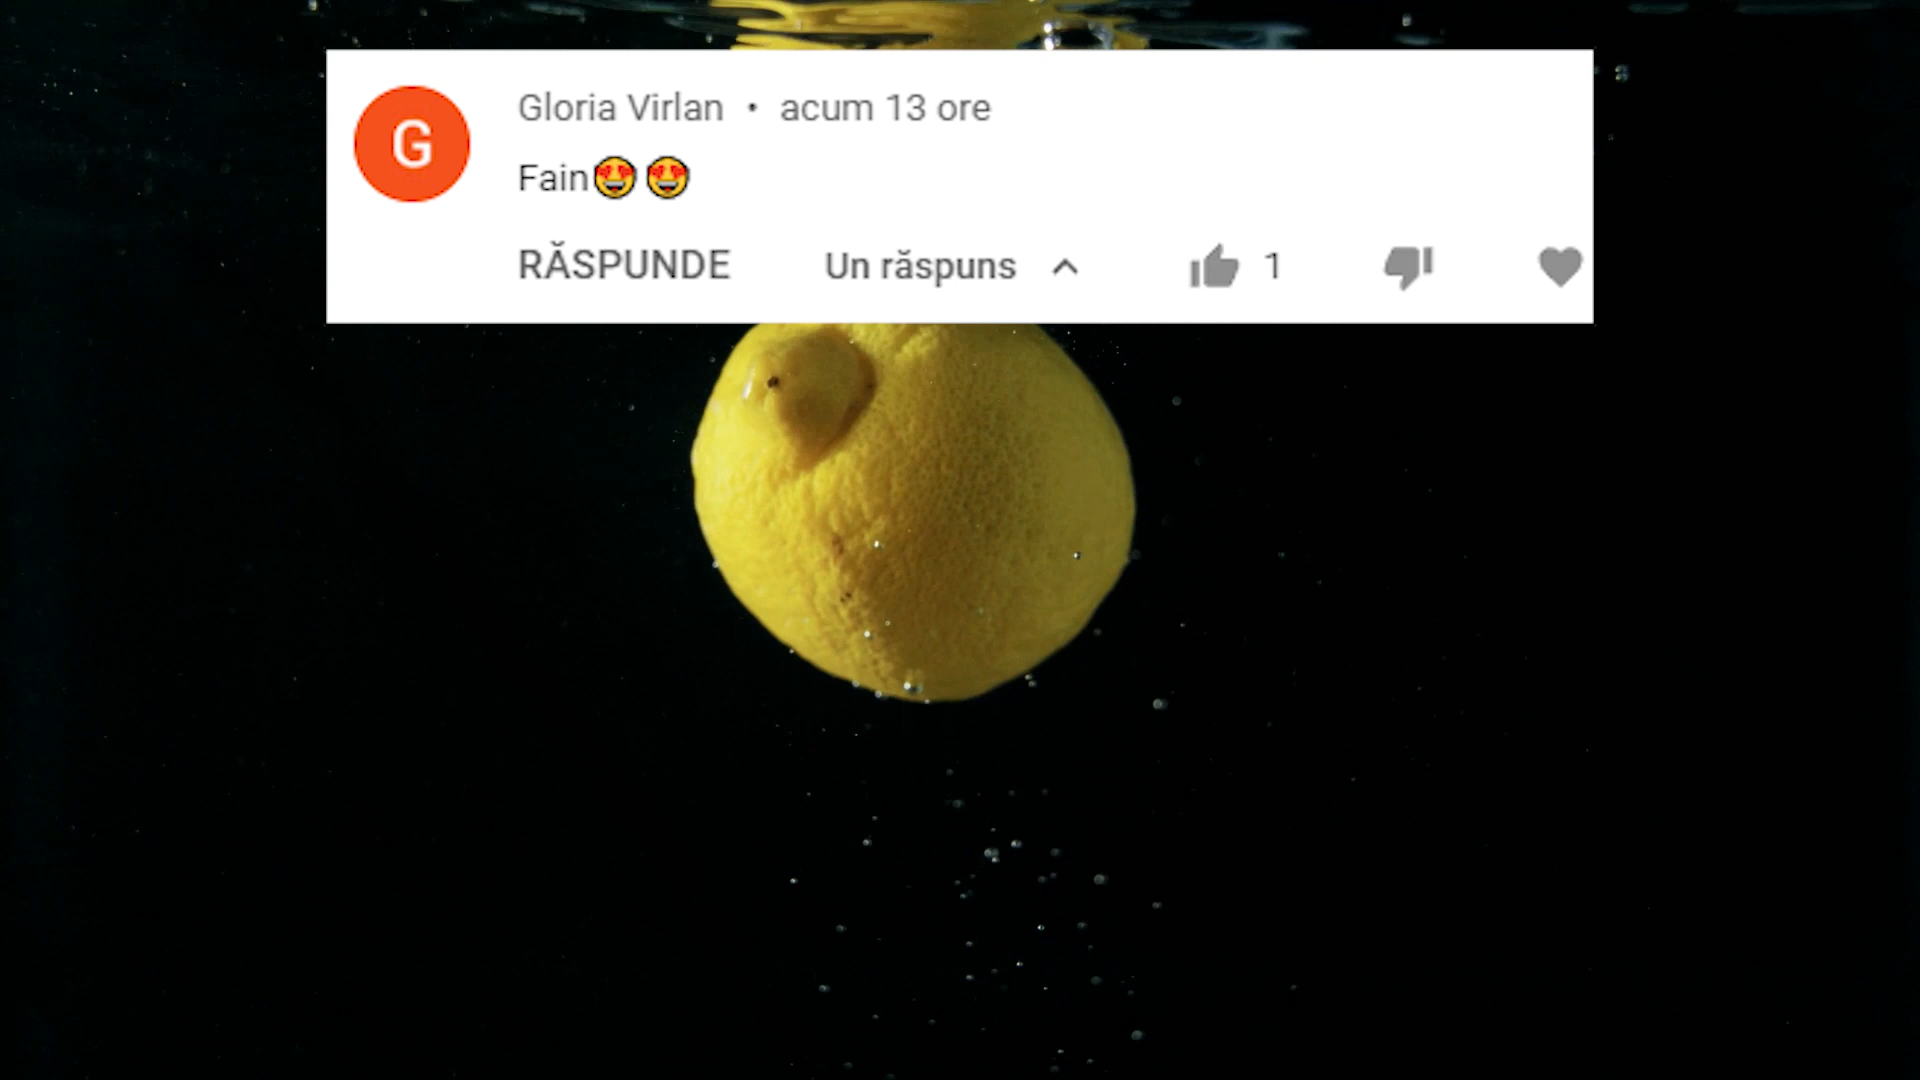 G
Gloria Virlan • acum 13 ore
Fain😍😍
RĂSPUNDE Un răspuns 1